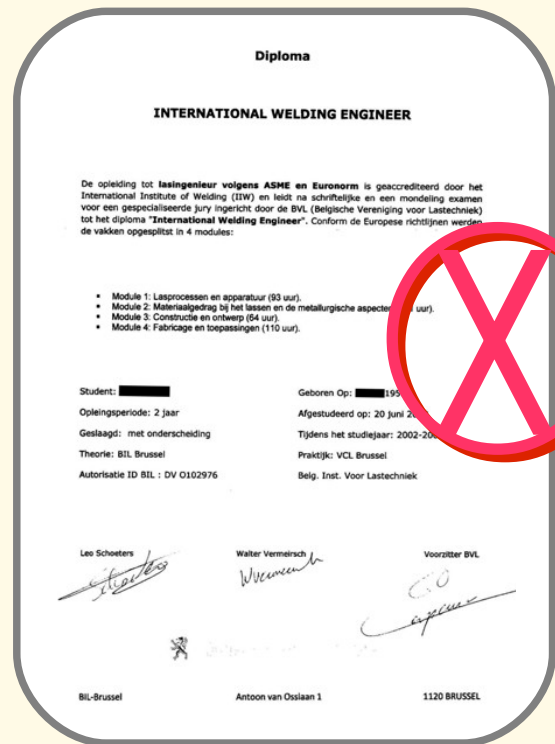 Diploma
INTERNATIONAL WELDING ENGINEER
De opleiding tot lasingenieur volgens ASME en Euronorm is geaccrediteerd door het
International Institute of Welding (IIW) en leidt na schriftelijke en een mondeling examen
voor een gespecialiseerde jury ingericht door de BVL (Belgische Vereniging voor Lastechniek)
tot het diploma "International Welding Engineer". Conform de Europese richtlijnen werden
de vakken opgesplitst in 4 modules:
Module 1: Lasprocessen en apparatuur (93 uur).
Module 2: Materiaalgedrag bij het lassen en de metallurgische aspecten uur).
Module 3: Constructie en ontwerp (64 uur).
Module 4: Fabricage en toepassingen (110 uur).
Student:
Geboren Op: 195
Opleingsperiode: 2 jaar
Afgestudeerd op: 20 juni 2
Geslaagd: met onderscheiding
Tijdens het studiejaar: 2002-20
Theorie: BIL Brussel
Praktijk: VCL Brussel
Autorisatie ID BIL : DV O102976
Belg. Inst. Voor Lastechniek
Leo Schoeters
Walter Vermeirsch
Voorzitter BVL
BIL-Brussel
Antoon van Osslaan 1
1120 BRUSSEL
X